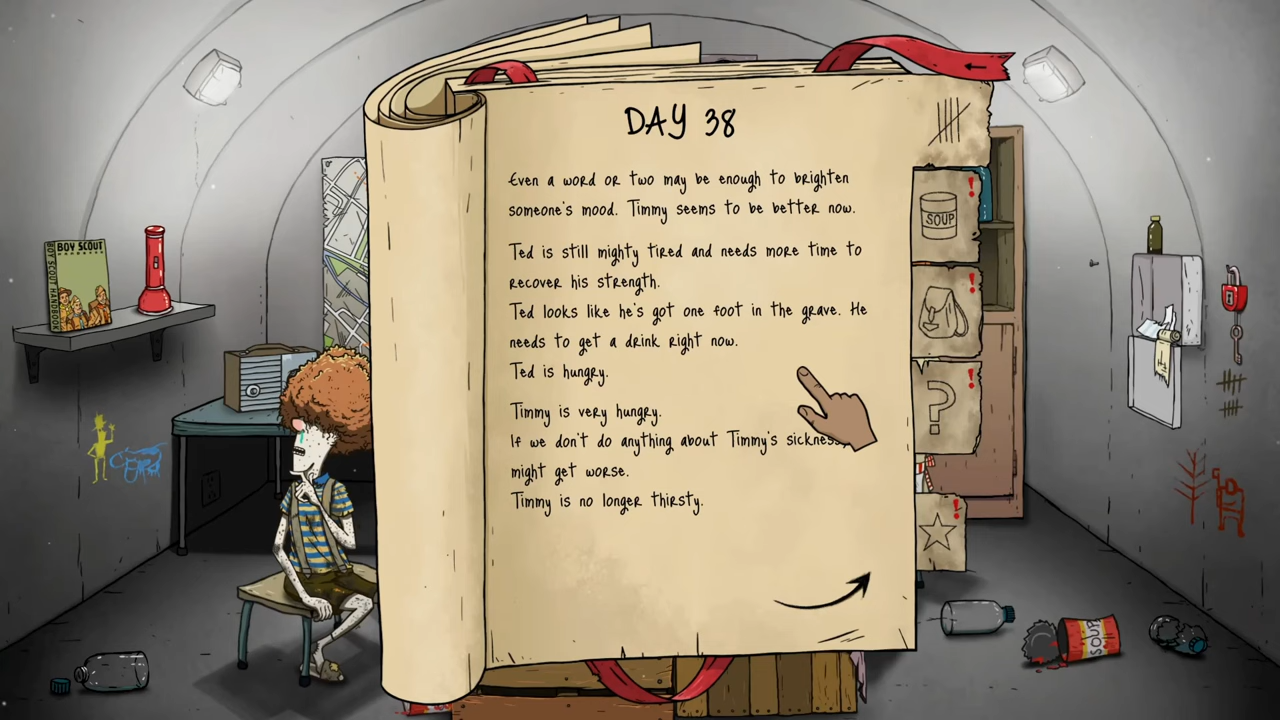 DAY 38
Even a word or two may be enough to brighten
someone's mood. Timmy seems to be better now.
Ted is still mighty tired and needs more time to
recover his strength.
Ted looks like he's got one foot in the grave. He
needs to get a drink right now.
Ted is hungry.
Timmy is very hungry.
If we don't do anything about Timmy's sickness
might get worse.
Timmy is no longer thirsty.
SOUP
!
!
!
!
?
BOY SCOUT
BOY SCOUT HANDBOOK
SOUP